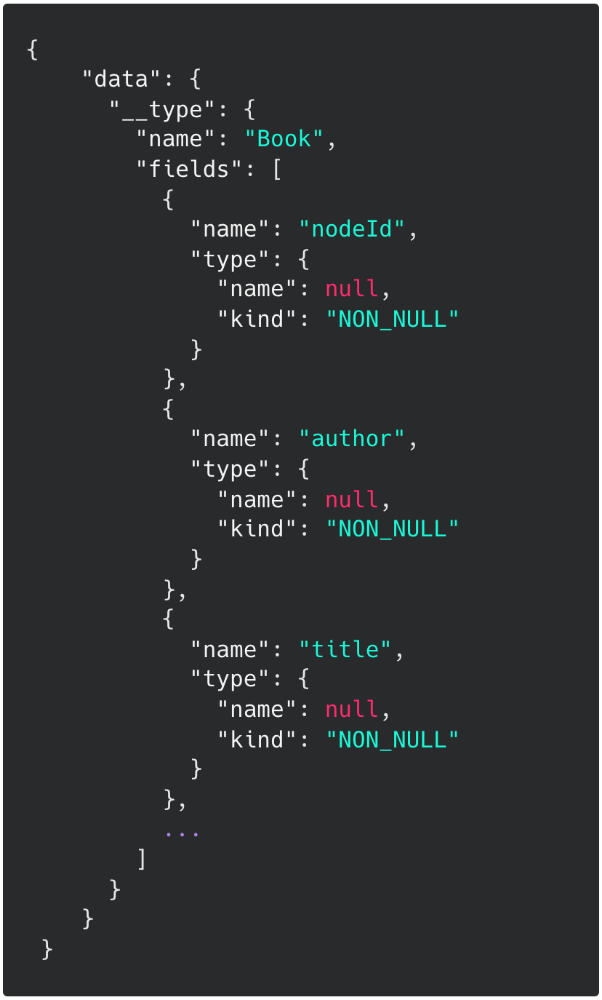 {
    "data": {
      "__type": {
        "name": "Book",
        "fields": [
          {
            "name": "nodeId",
            "type": {
              "name": null,
              "kind": "NON_NULL"
            }
          },
          {
            "name": "author",
            "type": {
              "name": null,
              "kind": "NON_NULL"
            }
          },
          {
            "name": "title",
            "type": {
              "name": null,
              "kind": "NON_NULL"
            }
          },
          ...
        ]
      }
    }
 }